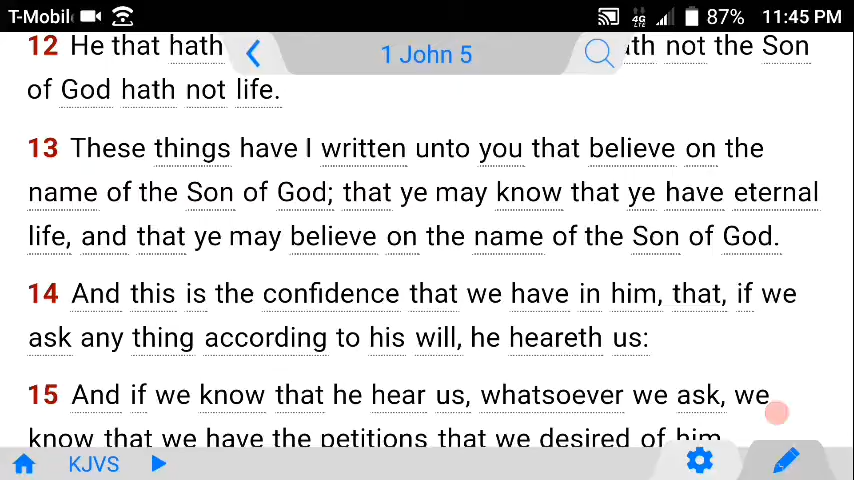 T-Mobil 4G LTE 87% 11:45 PM
1 John 5
12 He that hath ath not the Son
of God hath not life.
13 These things have I written unto you that believe on the
name of the Son of God; that ye may know that ye have eternal
life, and that ye may believe on the name of the Son of God.
14 And this is the confidence that we have in him, that, if we
ask any thing according to his will, he heareth us:
15 And if we know that he hear us, whatsoever we ask, we
know that we have the petitions that we desired of him
KJVS